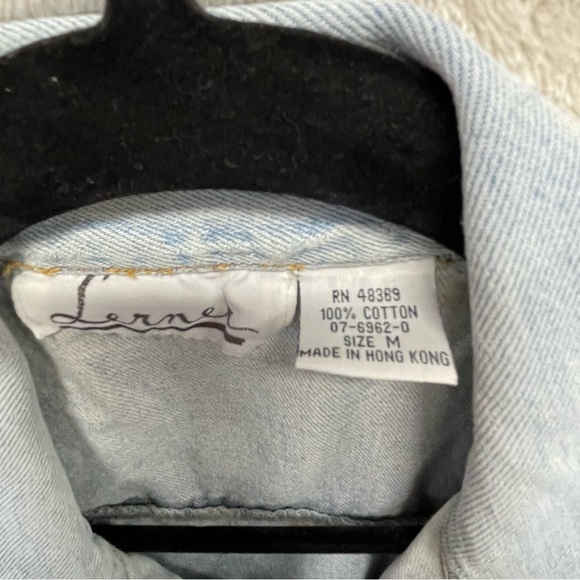 Lerner
RN 48369
100% COTTON
07-6962-0
SIZE M
MADE IN HONG KONG